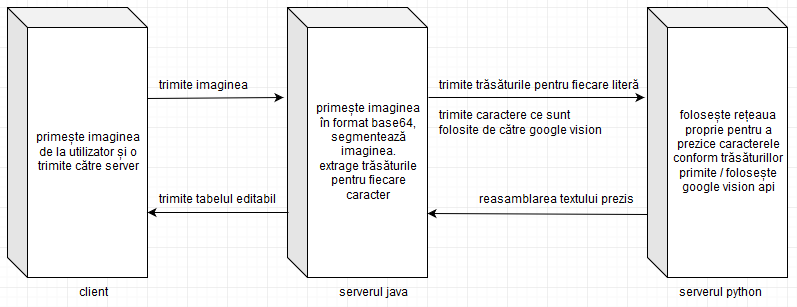 primește imaginea
de la utilizator și o
trimite către server
client
trimite imaginea
trimite tabelul editabil
primește imaginea
în format base64,
segmentează
imaginea.
extrage trăsăturile
pentru fiecare
caracter
serverul java
trimite trăsăturile pentru fiecare literă
trimite caractere ce sunt
folosite de către google vision
reasamblarea textului prezis
folosește rețeaua
proprie pentru a
prezice caracterele
conform trăsăturillor
primite / folosește
google vision api
serverul python